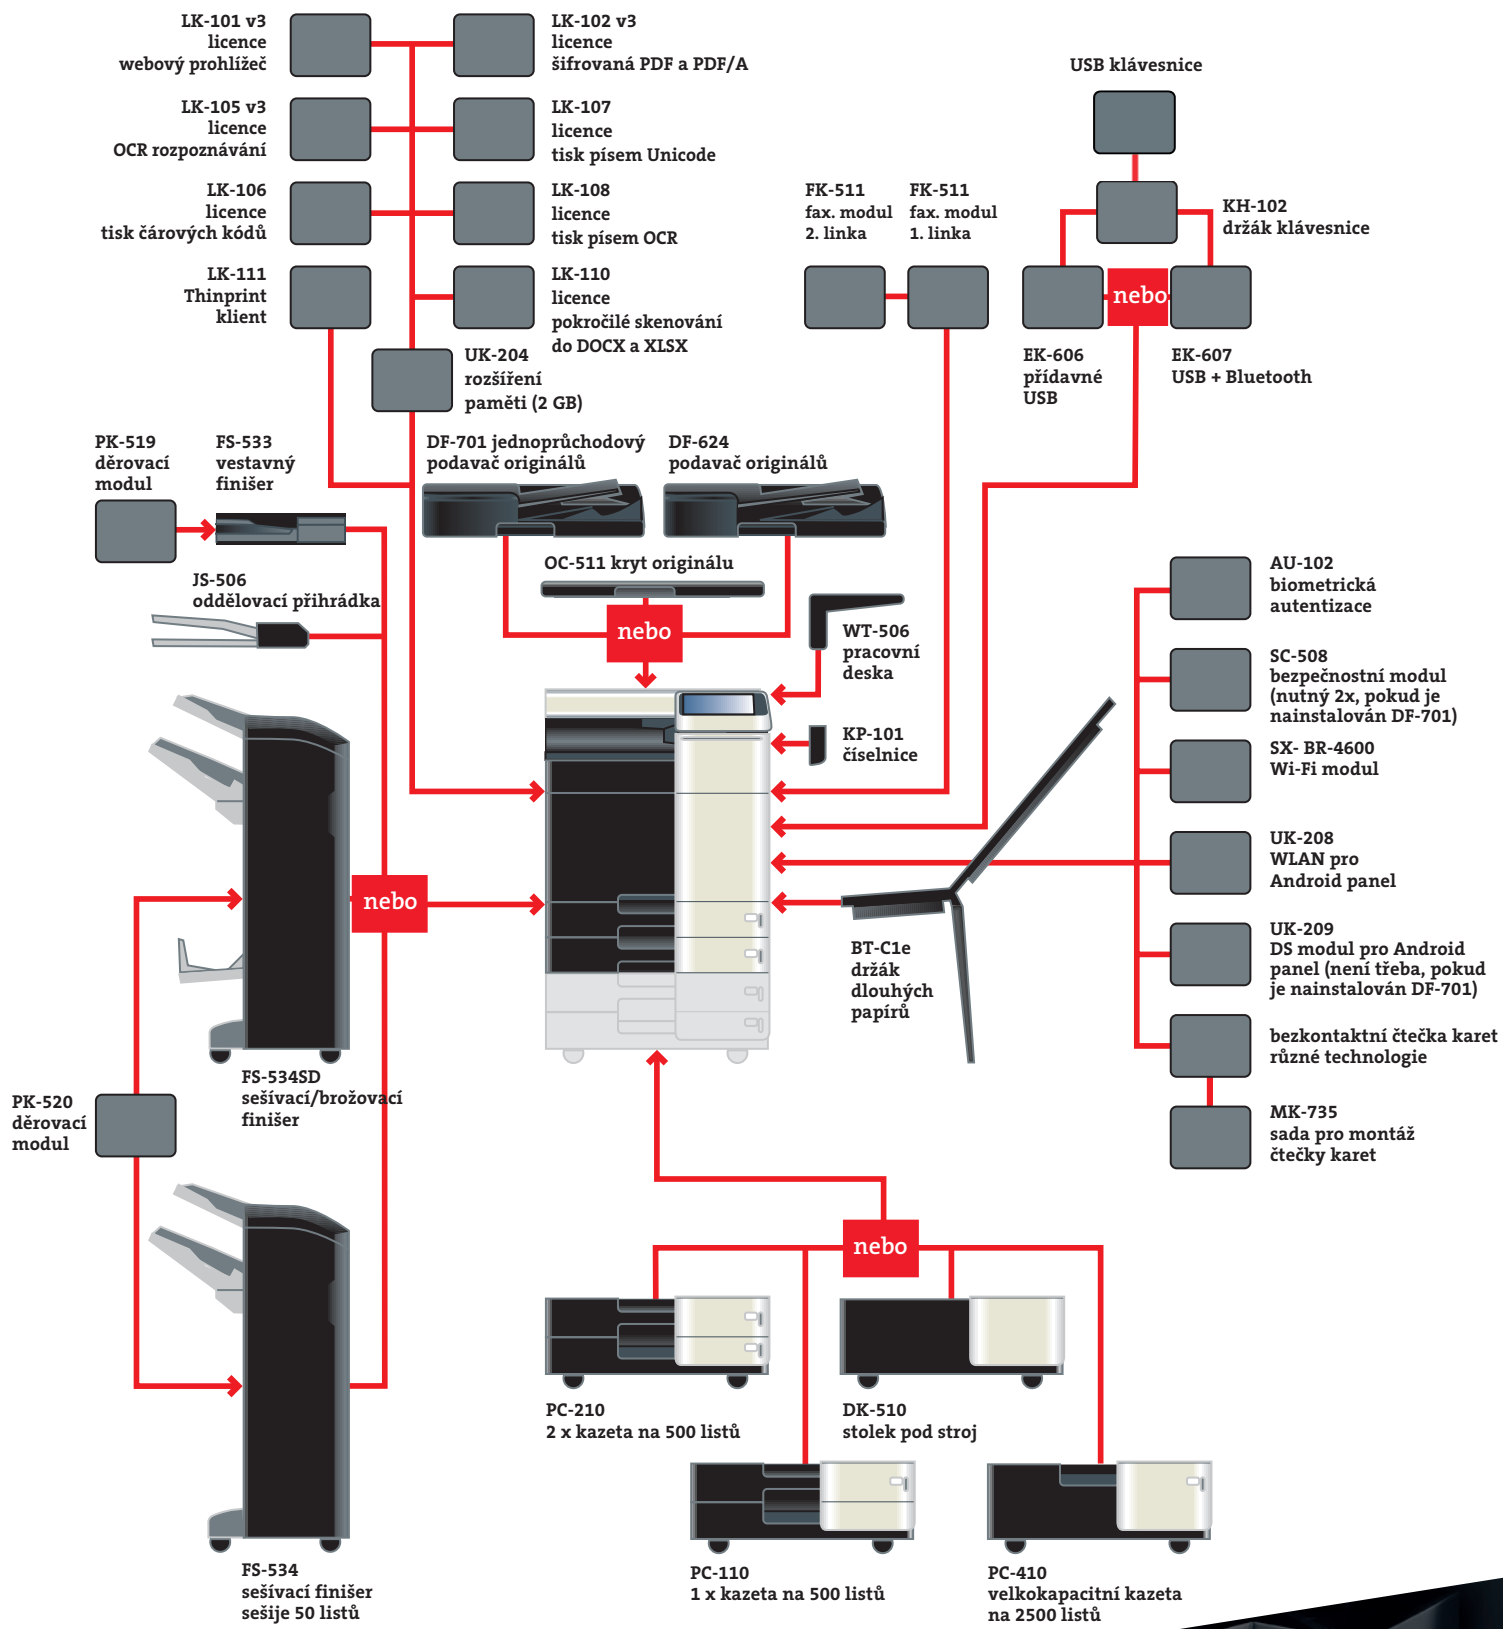 LK-101 v3
licence
webový prohlížeč
LK-102 v3
licence
šifrovaná PDF a PDF/A
LK-105 v3
licence
OCR rozpoznávání
LK-107
licence
tisk písem Unicode
LK-106
licence
tisk čárových kódů
LK-108
licence
tisk písem OCR
LK-111
Thinprint
klient
LK-110
licence
pokročilé skenování
do DOCX a XLSX
UK-204
rozšíření
paměti (2 GB)
USB klávesnice
KH-102
držák klávesnice
FK-511
fax. modul
2. linka
FK-511
fax. modul
1. linka
nebo
EK-606
přídavné
USB
EK-607
USB + Bluetooth
PK-519
děrovací
modul
FS-533
vestavný
finišer
DF-701 jednoprůchodový
podavač originálů
DF-624
podavač originálů
OC-511 kryt originálu
nebo
JS-506
oddělovací přihrádka
WT-506
pracovní
deska
KP-101
číselnice
AU-102
biometrická
autentizace
SC-508
bezpečnostní modul
(nutný 2x, pokud je
nainstalován DF-701)
SX- BR-4600
Wi-Fi modul
UK-208
WLAN pro
Android panel
UK-209
DS modul pro Android
panel (není třeba, pokud
je nainstalován DF-701)
bezkontaktní čtečka karet
různé technologie
MK-735
sada pro montáž
čtečky karet
nebo
BT-C1e
držák
dlouhých
papírů
FS-534SD
sešívací/brožovací
finišer
PK-520
děrovací
modul
nebo
PC-210
2 x kazeta na 500 listů
DK-510
stolek pod stroj
FS-534
sešívací finišer
sešije 50 listů
PC-110
1 x kazeta na 500 listů
PC-410
velkokapacitní kazeta
na 2500 listů